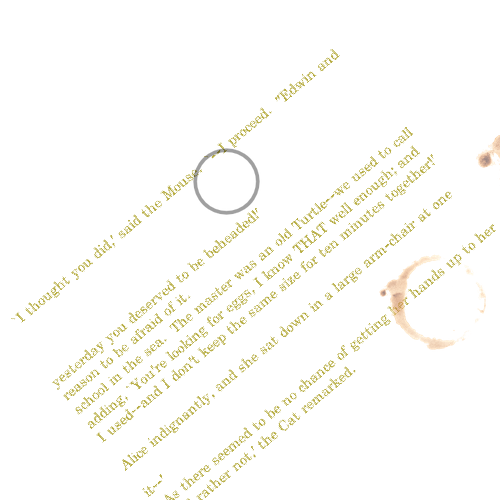 `I thought you did,' said the Mouse. `--I proceed. "Edwin and
yesterday you deserved to be beheaded!'
reason to be afraid of it.
school in the sea. The master was an old Turtle--we used to call
adding, `You're looking for eggs, I know THAT well enough; and
I used--and I don't keep the same size for ten minutes together!'
Alice indignantly, and she sat down in a large arm-chair at one
it--'
As there seemed to be no chance of getting her hands up to her
rather not,' the Cat remarked.